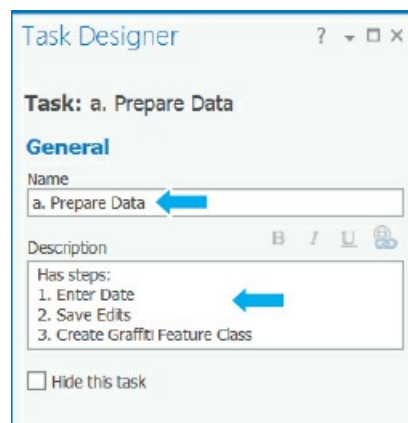 Task Designer ?
Task: a. Prepare Data
General
Name
a. Prepare Data
Description B I U
Has steps:
1. Enter Date
2. Save Edits
3. Create Graffiti Feature Class
Hide this task